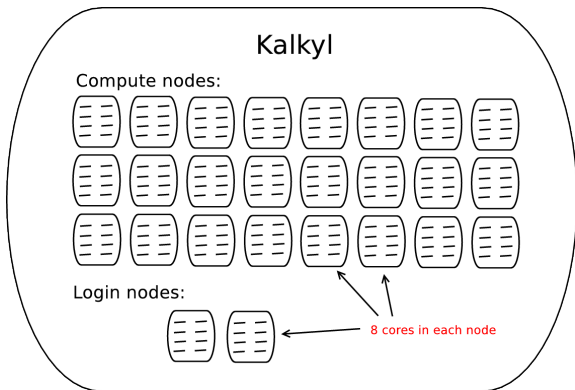 Kalkyl
Compute nodes:
Login nodes:
8 cores in each node